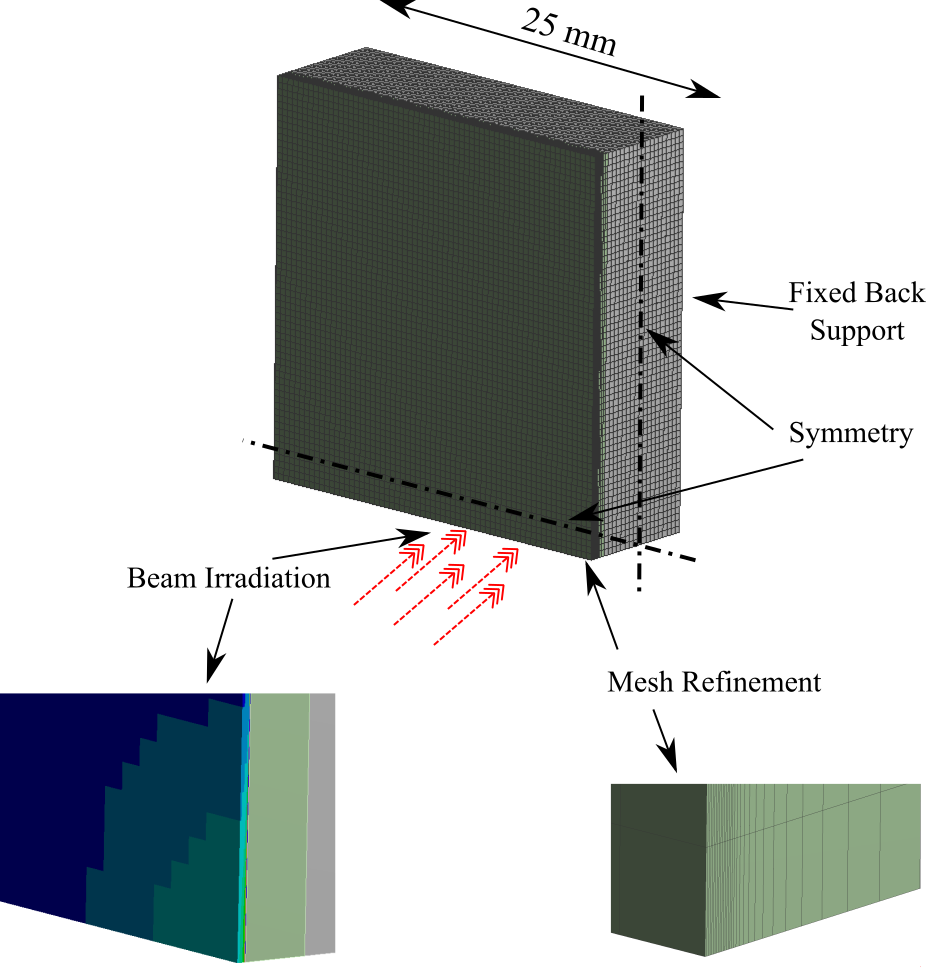 25 mm
Fixed Back
Support
Symmetry
Beam Irradiation
Mesh Refinement